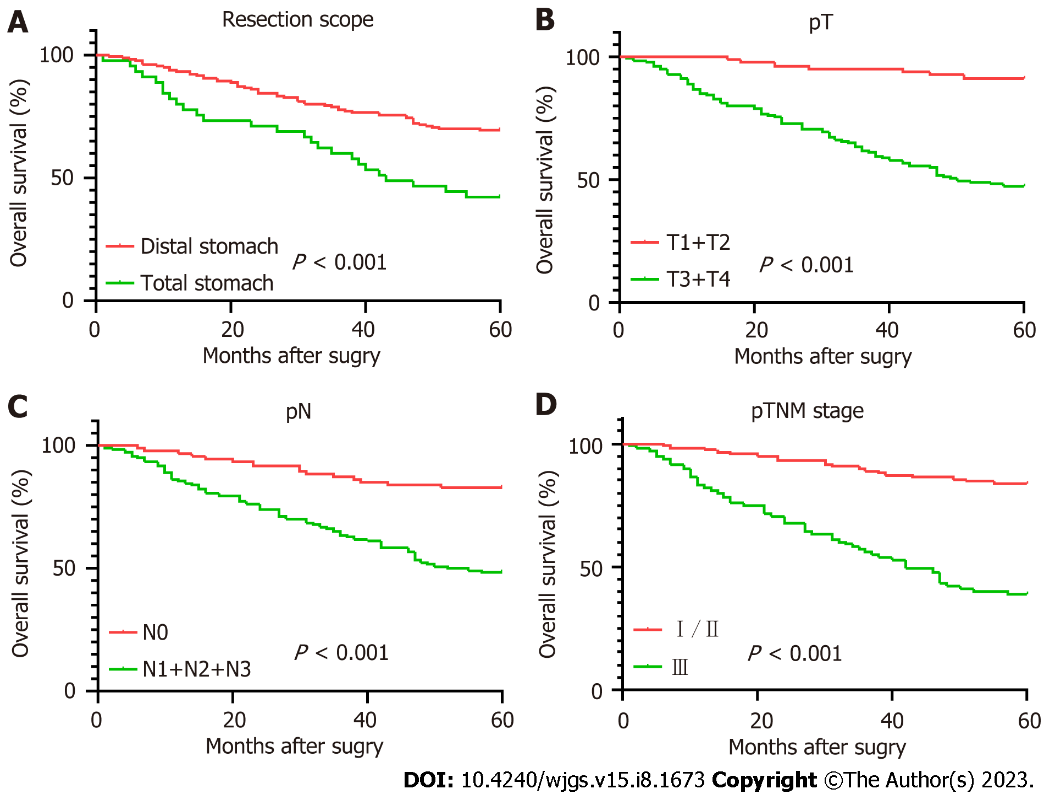 A
Resection scope
Overall survival (%)
100
50
0
Distal stomach
Total stomach
P < 0.001
0 20 40 60
Months after sugry
B
pT
Overall survival (%)
100
50
0
T1+T2
T3+T4
P < 0.001
0 20 40 60
Months after sugry
C
pN
Overall survival (%)
100
50
0
N0
N1+N2+N3
P < 0.001
0 20 40 60
Months after sugry
D
pTNM stage
Overall survival (%)
100
50
0
Ⅰ/Ⅱ
Ⅲ
P < 0.001
0 20 40 60
Months after sugry
DOI: 10.4240/wjgs.v15.i8.1673 Copyright ©The Author(s) 2023.